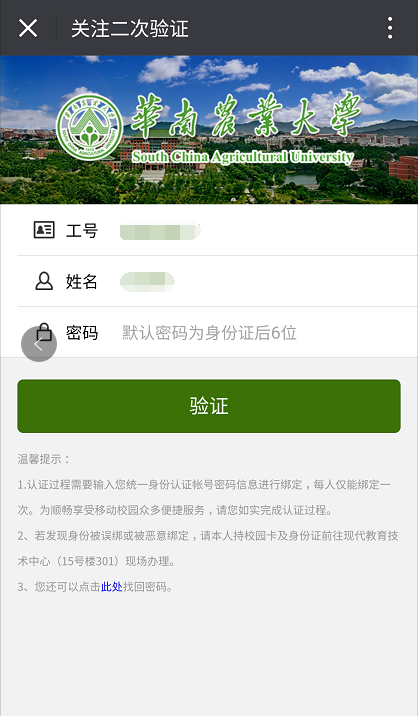 关注二次验证
華南農業大學
South China Agricultural University
工号
姓名
密码 默认密码为身份证后6位
验证
温馨提示：
1.认证过程需要输入您统一身份认证帐号密码信息进行绑定，每人仅能绑定一
次。为顺畅享受移动校园众多便捷服务，请您如实完成认证过程。
2、若发现身份被误绑或被恶意绑定，请本人持校园卡及身份证前往现代教育技
术中心（15号楼301）现场办理。
3、您还可以点击此处找回密码。